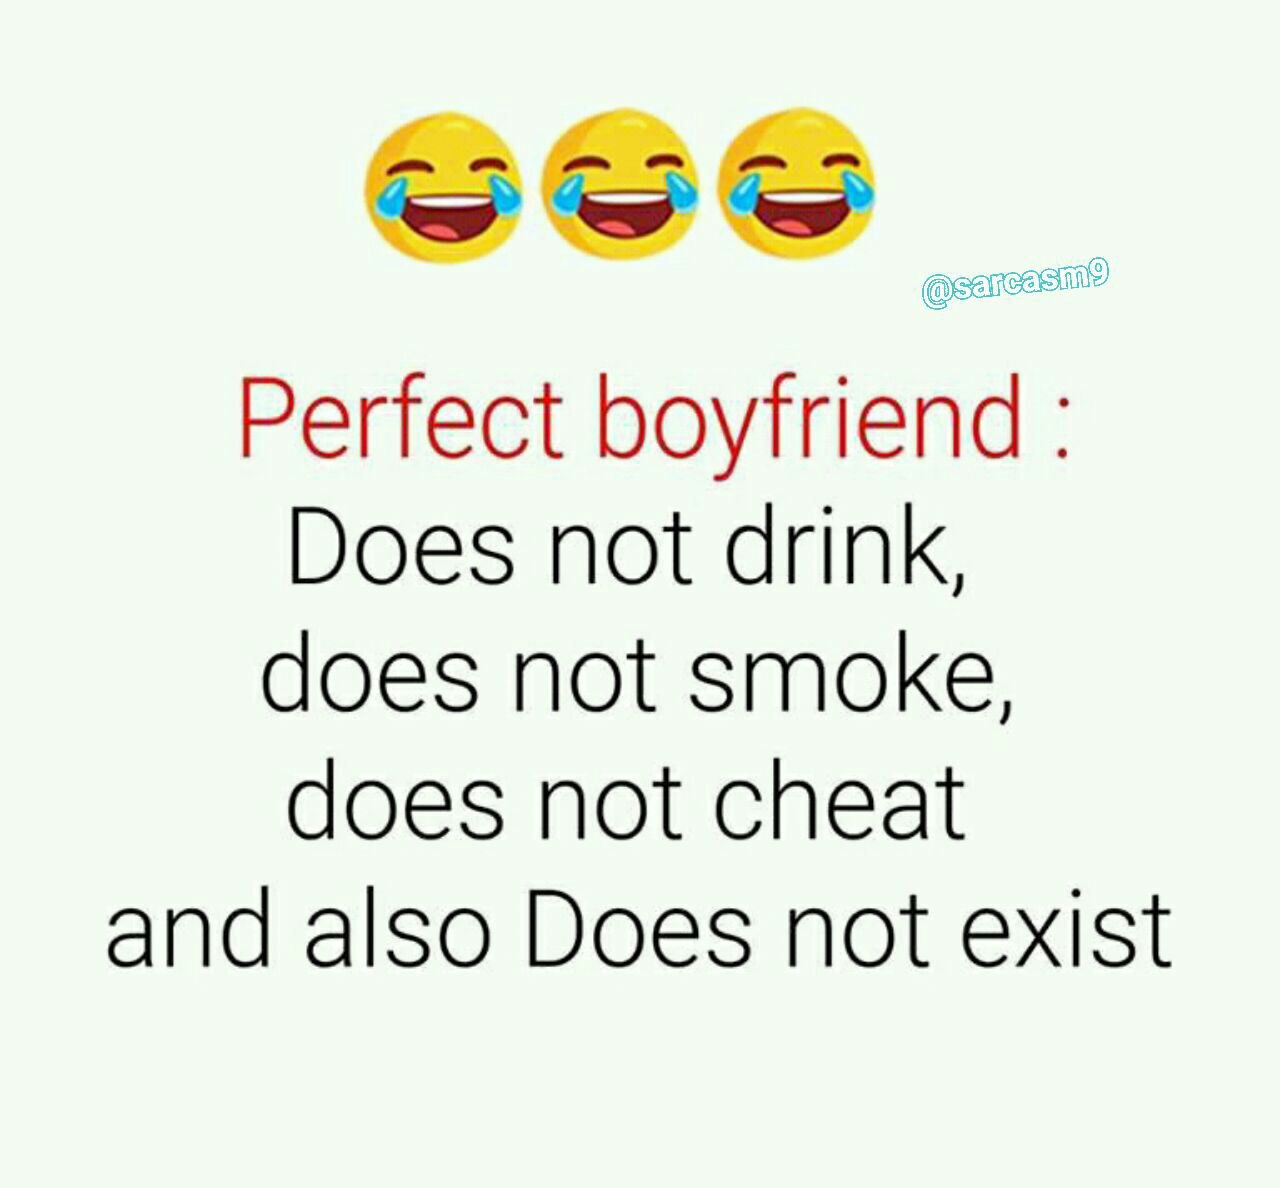 @sarcasm9
Perfect boyfriend :
Does not drink,
does not smoke,
does not cheat
and also Does not exist